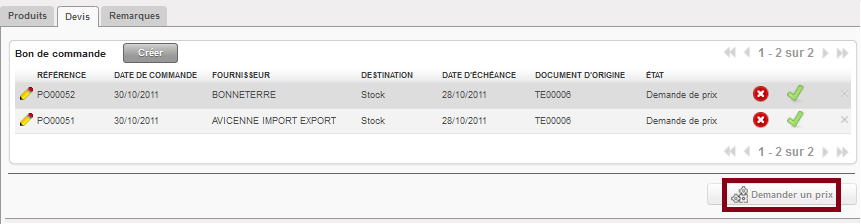 Produits Devis Remarques
Bon de commande Créer 1 - 2 sur 2
RÉFÉRENCE DATE DE COMMANDE FOURNISSEUR DESTINATION DATE D'ÉCHÉANCE DOCUMENT D'ORIGINE ÉTAT
PO00052 30/10/2011 BONNETERRE Stock 28/10/2011 TE00006 Demande de prix
PO00051 30/10/2011 AVICENNE IMPORT EXPORT Stock 28/10/2011 TE00006 Demande de prix
1 - 2 sur 2
Demander un prix